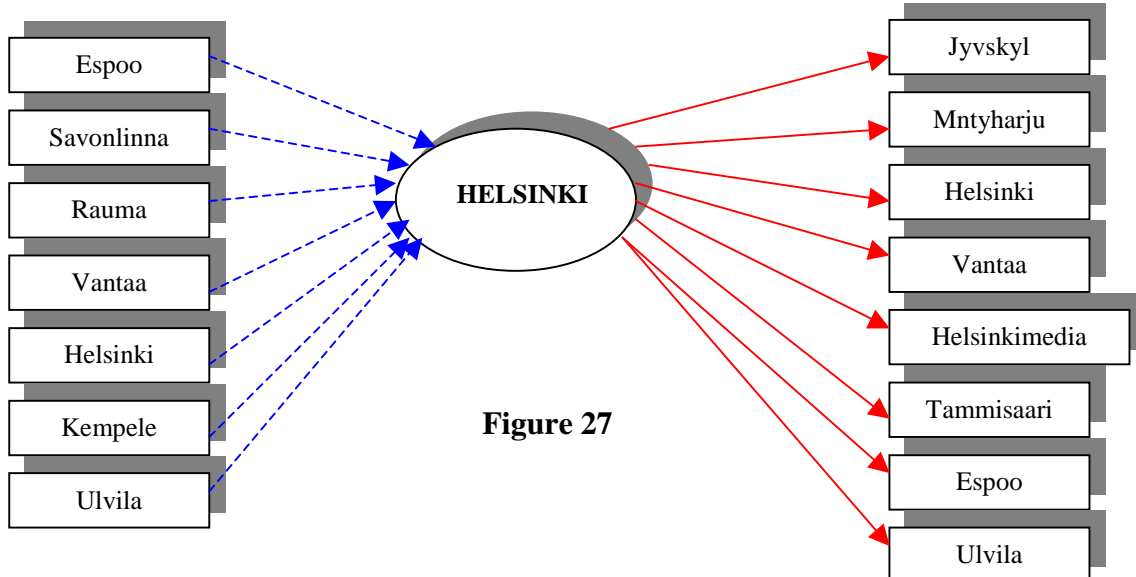 Espoo
Savonlinna
Rauma
Vantaa
Helsinki
Kempele
Ulvila
HELSINKI
Figure 27
Jyvskyl
Mntyharju
Helsinki
Vantaa
Helsinkimedia
Tammisaari
Espoo
Ulvila